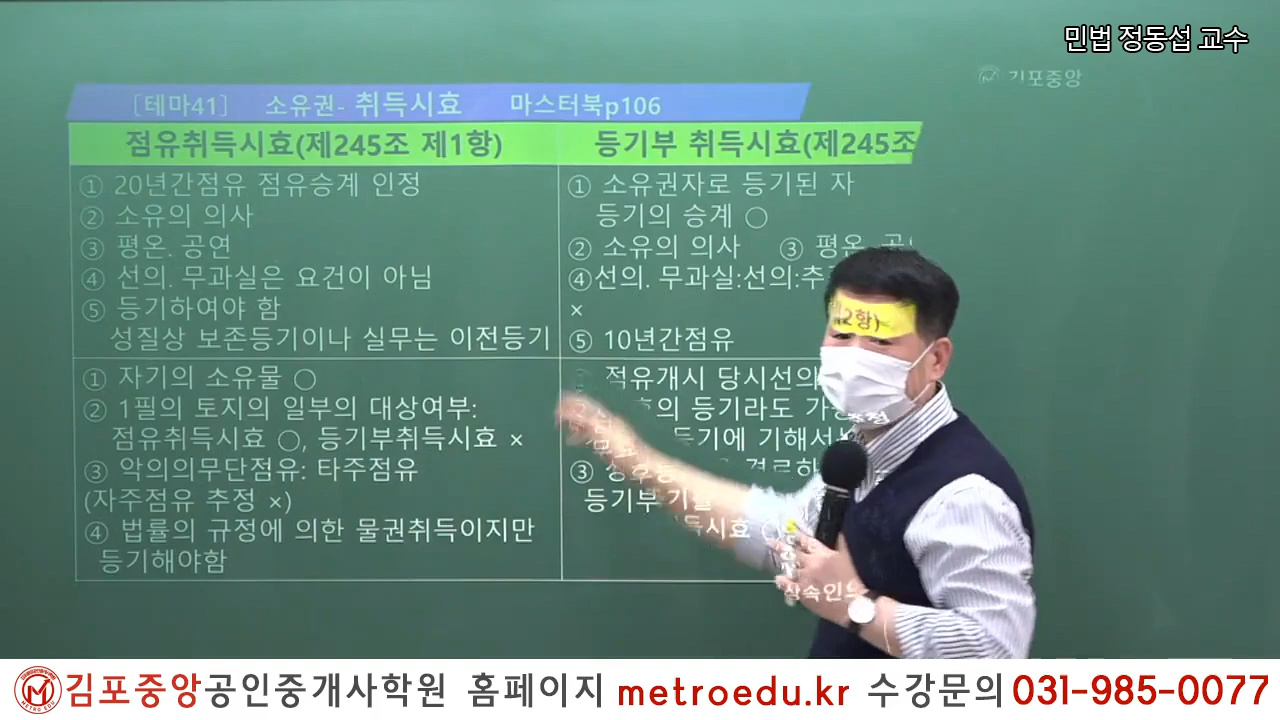 민법 정동섭 교수
김포중앙
[테마41] 소유권- 취득시효 마스터북p106
점유취득시효(제245조 제1항)
① 20년간점유 점유승계 인정
② 소유의 의사
③ 평온. 공연
④ 선의. 무과실은 요건이 아님
⑤ 등기하여야 함
성질상 보존등기이나 실무는 이전등기
등기부 취득시효(제245조
제2항)
① 소유권자로 등기된 자
등기의 승계 ○
② 소유의 의사 ③ 평온.
④선의. 무과실:선의:추
×
⑤ 10년간점유
① 자기의 소유물 ○
② 1필의 토지의 일부의 대상여부:
점유취득시효 ○, 등기부취득시효 ×
③ 악의의무단점유: 타주점유
(자주점유 추정 ×)
④ 법률의 규정에 의한 물권취득이지만
등기해야함
점유개시 당시선의
등기라도
등기에 기해서
③
등기부
상속인
김포중앙공인중개사학원 홈페이지 metroedu.kr 수강문의 031-985-0077